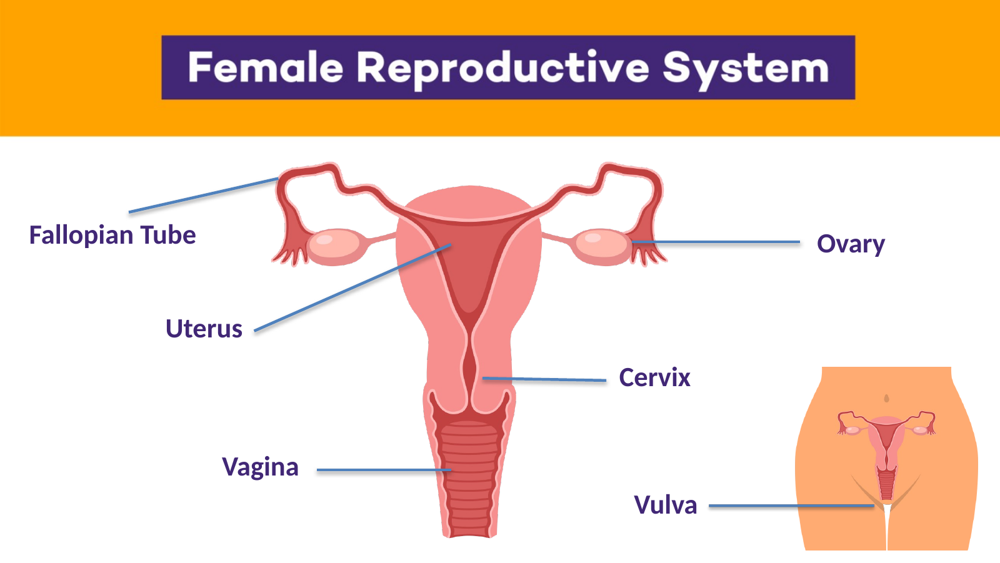 Female Reproductive System
Fallopian Tube
Ovary
Uterus
Cervix
Vagina
Vulva